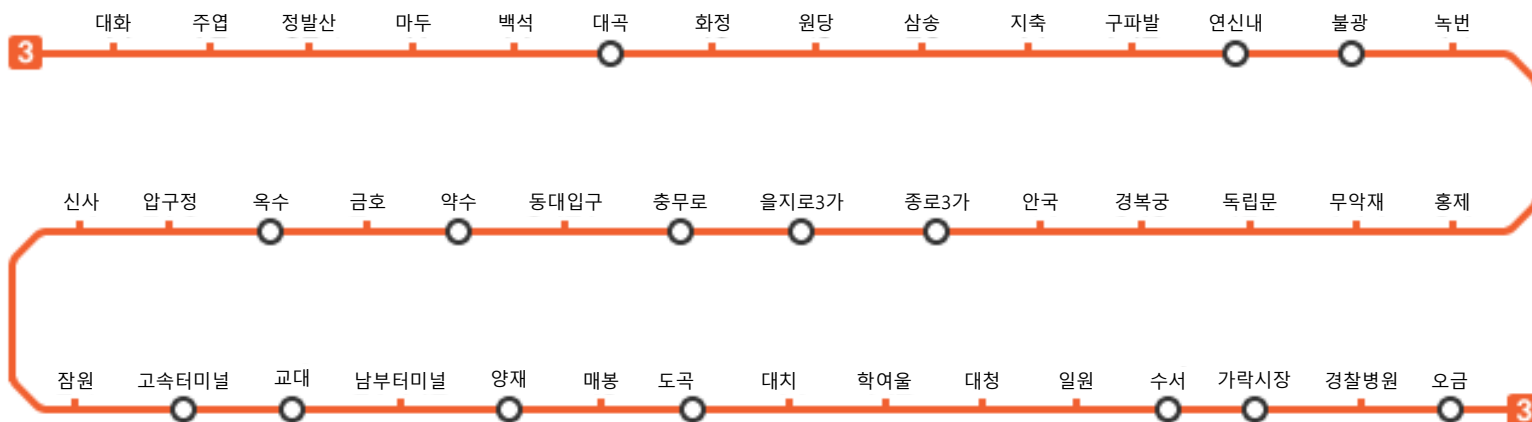 대화 주엽 정발산 마두 백석 대곡 화정 원당 삼송 지축 구파발 연신내 불광 녹번
3
신사 압구정 옥수 금호 약수 동대입구 충무로 을지로3가 종로3가 안국 경복궁 독립문 무악재 홍제
잠원 고속터미널 교대 남부터미널 양재 매봉 도곡 대치 학여울 대청 일원 수서 가락시장 경찰병원 오금
3